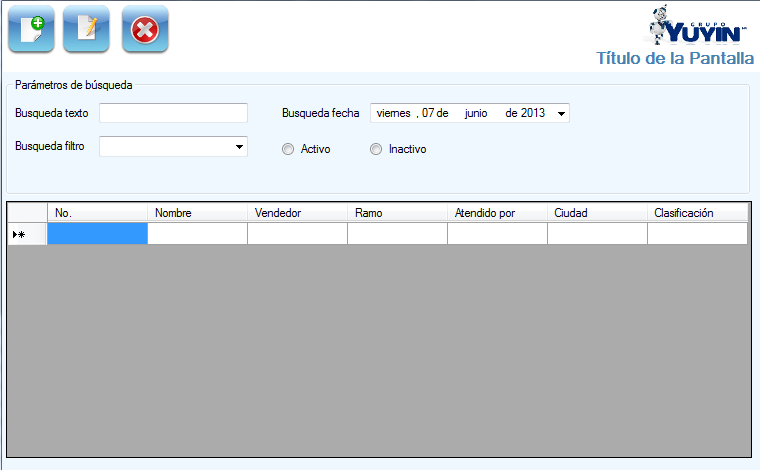 GRUPO
YUYIN
Título de la Pantalla
Parámetros de búsqueda
Busqueda texto
Busqueda fecha
viernes , 07 de junio de 2013
Busqueda filtro
Activo
Inactivo
No. Nombre Vendedor Ramo Atendido por Ciudad Clasificación